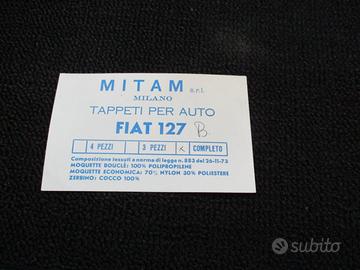 MITAM s.r.l.
MILANO
TAPPETI PER AUTO
FIAT 127 B.
4 PEZZI 3 PEZZI x COMPLETO
Composizione tessuti a norma di legge n. 883 del 26-11-73
MOQUETTE BOUCLÉ: 100% POLIPROPILENE
MOQUETTE ECONOMICA: 70% NYLON 30% POLIESTERE
ZERBINO: COCCO 100%
subito